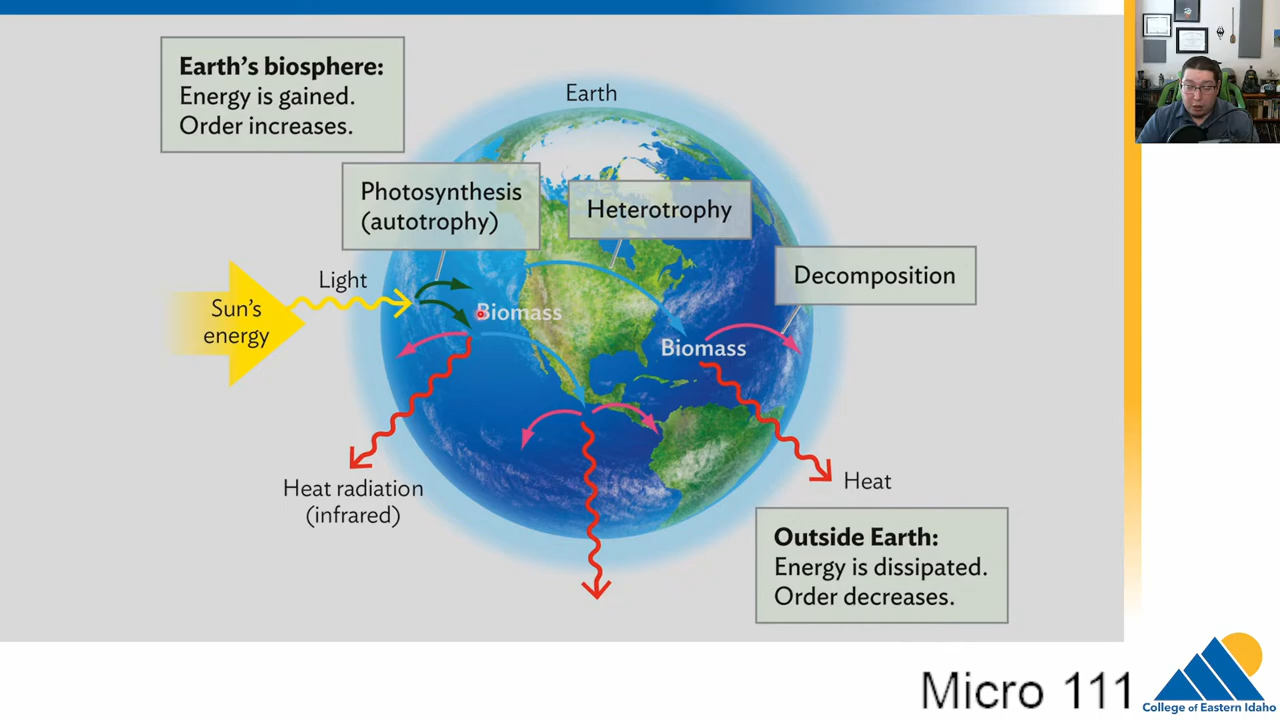 Earth's biosphere:
Energy is gained.
Order increases.
Earth
Photosynthesis
(autotrophy)
Heterotrophy
Decomposition
Light
Sun's
energy
Biomass
Biomass
Heat radiation
(infrared)
Heat
Outside Earth:
Energy is dissipated.
Order decreases.
Micro 111
College of Eastern Idaho